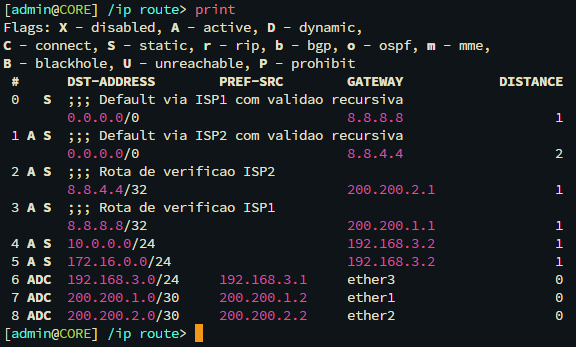 [admin@CORE] /ip route> print
Flags: X - disabled, A - active, D - dynamic,
C - connect, S - static, r - rip, b - bgp, o - ospf, m - mme,
B - blackhole, U - unreachable, P - prohibit
# DST-ADDRESS PREF-SRC GATEWAY DISTANCE
0 S ;;; Default via ISP1 com validao recursiva
0.0.0.0/0 8.8.8.8 1
1 A S ;;; Default via ISP2 com validao recursiva
0.0.0.0/0 8.8.4.4 2
2 A S ;;; Rota de verificao ISP2
8.8.4.4/32 200.200.2.1 1
3 A S ;;; Rota de verificao ISP1
8.8.8.8/32 200.200.1.1 1
4 A S 10.0.0.0/24 192.168.3.2 1
5 A S 172.16.0.0/24 192.168.3.2 1
6 ADC 192.168.3.0/24 192.168.3.1 ether3 0
7 ADC 200.200.1.0/30 200.200.1.2 ether1 0
8 ADC 200.200.2.0/30 200.200.2.2 ether2 0
[admin@CORE] /ip route>